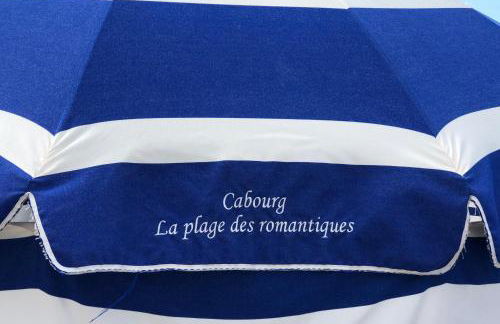 Cabourg
La plage des romantiques